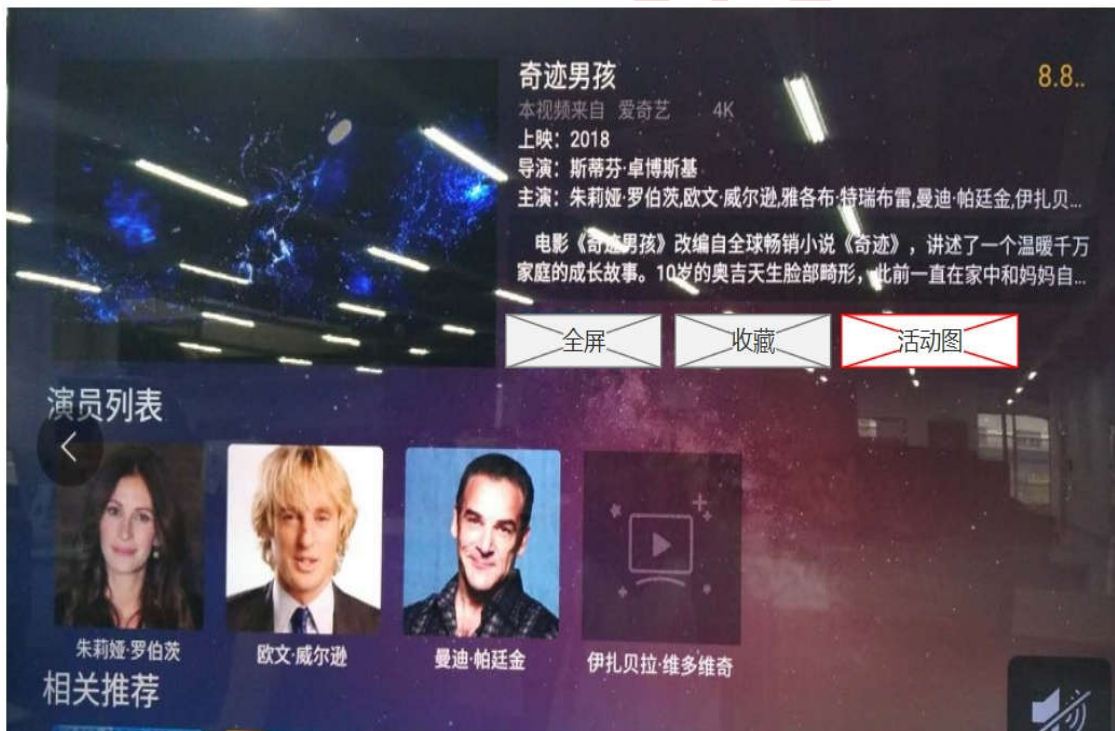 奇迹男孩
8.8..
本视频来自 爱奇艺 4K
上映：2018
导演：斯蒂芬·卓博斯基
主演：朱莉娅·罗伯茨,欧文·威尔逊,雅各布·特瑞布雷,曼迪·帕廷金,伊扎贝...
电影《奇迹男孩》改编自全球畅销小说《奇迹》，讲述了一个温暖千万
家庭的成长故事。10岁的奥吉天生脸部畸形，此前一直在家中和妈妈自...
全屏
收藏
活动图
演员列表
朱莉娅·罗伯茨
欧文·威尔逊
曼迪·帕廷金
伊扎贝拉·维多维奇
相关推荐